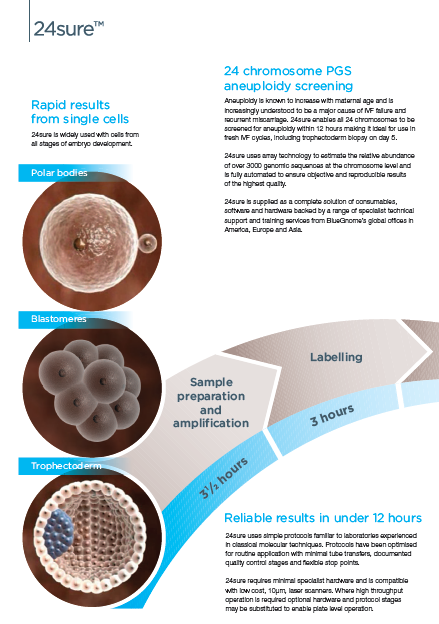 24sure™
Rapid results
from single cells
24sure is widely used with cells from
all stages of embryo development.
Polar bodies
Blastomeres
Trophectoderm
24 chromosome PGS
aneuploidy screening
Aneuploidy is known to increase with maternal age and is
increasingly understood to be a major cause of IVF failure and
recurrent miscarriage. 24sure enables all 24 chromosomes to be
screened for aneuploidy within 12 hours making it ideal for use in
fresh IVF cycles, including trophectoderm biopsy on day 5.
24sure uses array technology to estimate the relative abundance
of over 3000 genomic sequences at the chromosome level and
is fully automated to ensure objective and reproducible results
of the highest quality.
24sure is supplied as a complete solution of consumables,
software and hardware backed by a range of specialist technical
support and training services from BlueGnome's global offices in
America, Europe and Asia.
Sample
preparation
and
amplification
3½ hours
Labelling
3 hours
Reliable results in under 12 hours
24sure uses simple protocols familiar to laboratories experienced
in classical molecular techniques. Protocols have been optimised
for routine application with minimal tube transfers, documented
quality control stages and flexible stop points.
24sure requires minimal specialist hardware and is compatible
with low cost, 10µm, laser scanners. Where high throughput
operation is required optional hardware and protocol stages
may be substituted to enable plate level operation.